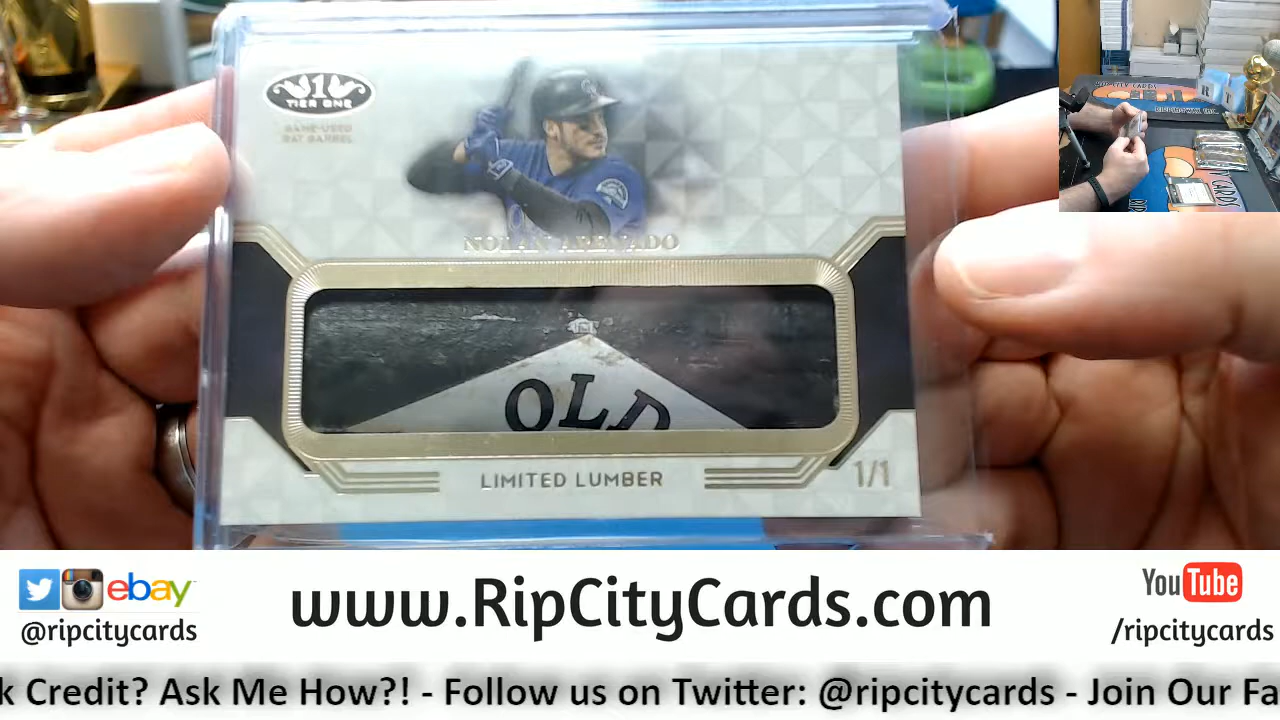 1
TIER ONE
GAME-USED
BAT BARREL
NOLAN ARENADO
OLD
LIMITED LUMBER
1/1
ebay
@ripcitycards
www.RipCityCards.com
YouTube
/ripcitycards
k Credit? Ask Me How?! - Follow us on Twitter: @ripcitycards - Join Our Fa